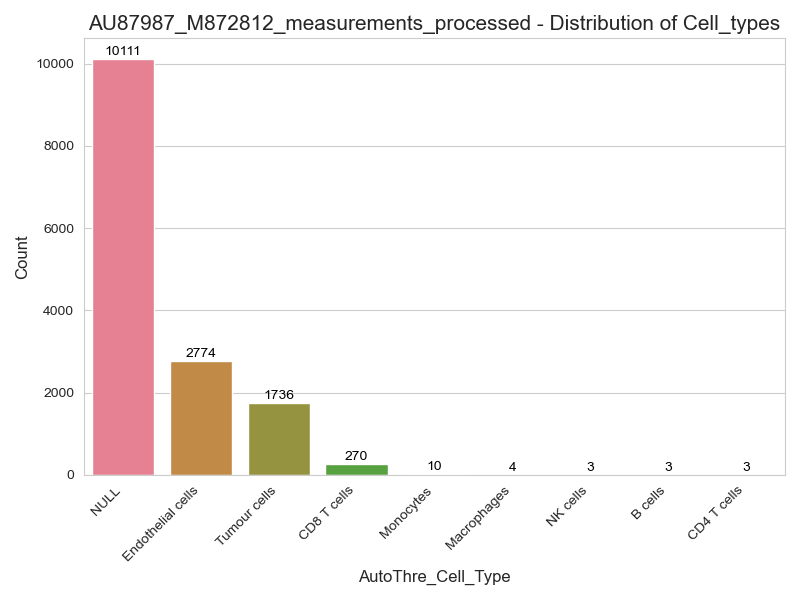 AU87987_M872812_measurements_processed - Distribution of Cell_types
10111
10000
8000
6000
4000
2000
0
Count
2774
1736
270
10
4
3
3
3
NULL
Endothelial cells
Tumour cells
CD8 T cells
Monocytes
Macrophages
NK cells
B cells
CD4 T cells
AutoThre_Cell_Type